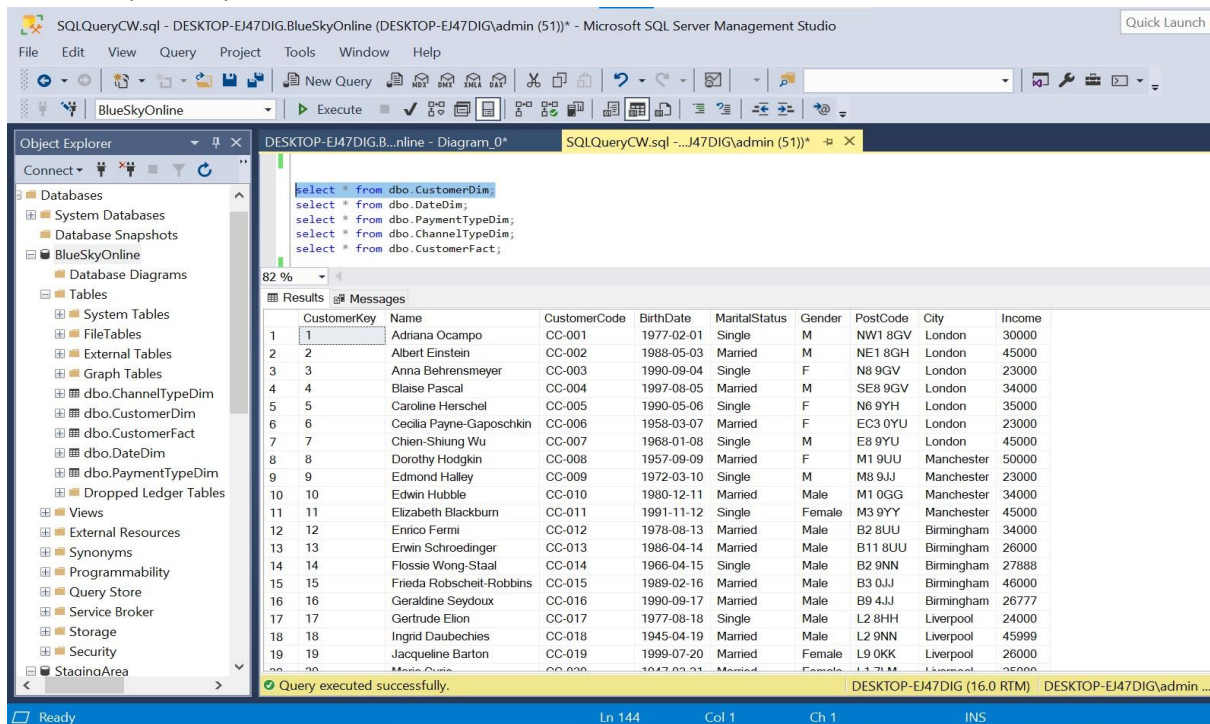 SQLQueryCW.sql - DESKTOP-EJ47DIG.BlueSkyOnline (DESKTOP-EJ47DIG\admin (51))* - Microsoft SQL Server Management Studio
Quick Launch
File Edit View Query Project Tools Window Help
New Query MDX DMX XMLA DAX
BlueSkyOnline Execute
Object Explorer
Connect
Databases
System Databases
Database Snapshots
BlueSkyOnline
Database Diagrams
Tables
System Tables
FileTables
External Tables
Graph Tables
dbo.ChannelTypeDim
dbo.CustomerDim
dbo.CustomerFact
dbo.DateDim
dbo.PaymentTypeDim
Dropped Ledger Tables
Views
External Resources
Synonyms
Programmability
Query Store
Service Broker
Storage
Security
StagingArea
DESKTOP-EJ47DIG.B...nline - Diagram_0* SQLQueryCW.sql -...J47DIG\admin (51))*
select * from dbo.CustomerDim;
select * from dbo.DateDim;
select * from dbo.PaymentTypeDim;
select * from dbo.ChannelTypeDim;
select * from dbo.CustomerFact;
82 %
Results Messages
CustomerKey Name CustomerCode BirthDate MaritalStatus Gender PostCode City Income
1 1 Adriana Ocampo CC-001 1977-02-01 Single M NW1 8GV London 30000
2 2 Albert Einstein CC-002 1988-05-03 Married M NE1 8GH London 45000
3 3 Anna Behrensmeyer CC-003 1990-09-04 Single F N8 9GV London 23000
4 4 Blaise Pascal CC-004 1997-08-05 Married M SE8 9GV London 34000
5 5 Caroline Herschel CC-005 1990-05-06 Single F N6 9YH London 35000
6 6 Cecilia Payne-Gaposchkin CC-006 1958-03-07 Married F EC3 0YU London 23000
7 7 Chien-Shiung Wu CC-007 1968-01-08 Single M E8 9YU London 45000
8 8 Dorothy Hodgkin CC-008 1957-09-09 Married F M1 9UU Manchester 50000
9 9 Edmond Halley CC-009 1972-03-10 Single M M8 9JJ Manchester 23000
10 10 Edwin Hubble CC-010 1980-12-11 Married Male M1 0GG Manchester 34000
11 11 Elizabeth Blackburn CC-011 1991-11-12 Single Female M3 9YY Manchester 45000
12 12 Enrico Fermi CC-012 1978-08-13 Married Male B2 8UU Birmingham 34000
13 13 Erwin Schroedinger CC-013 1986-04-14 Married Male B11 8UU Birmingham 26000
14 14 Flossie Wong-Staal CC-014 1966-04-15 Single Male B2 9NN Birmingham 27888
15 15 Frieda Robscheit-Robbins CC-015 1989-02-16 Married Male B3 0JJ Birmingham 46000
16 16 Geraldine Seydoux CC-016 1990-09-17 Married Male B9 4JJ Birmingham 26777
17 17 Gertrude Elion CC-017 1977-08-18 Single Male L2 8HH Liverpool 24000
18 18 Ingrid Daubechies CC-018 1945-04-19 Married Male L2 9NN Liverpool 45999
19 19 Jacqueline Barton CC-019 1999-07-20 Married Female L9 0KK Liverpool 26000
Query executed successfully. DESKTOP-EJ47DIG (16.0 RTM) DESKTOP-EJ47DIG\admin ...
Ready Ln 144 Col 1 Ch 1 INS